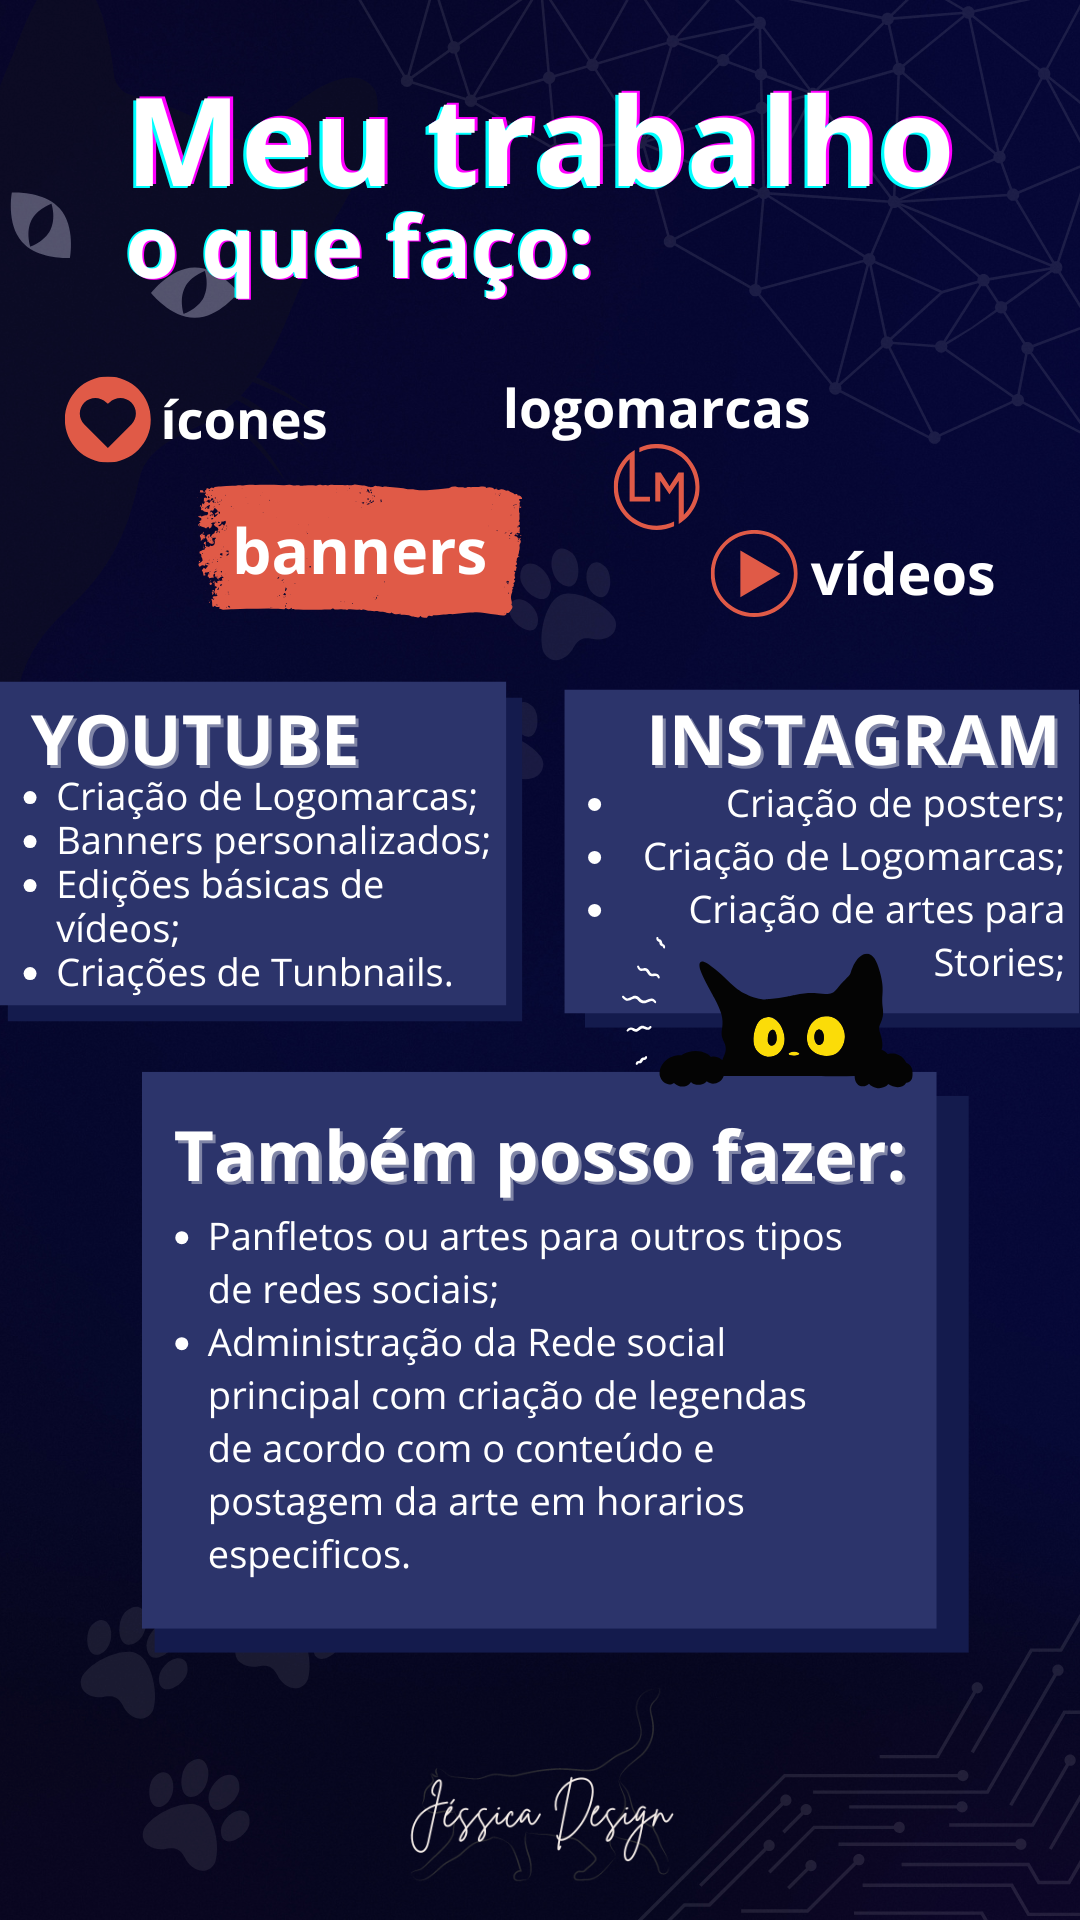 Meu trabalho
o que faço:
ícones
logomarcas
LM
banners
vídeos
YOUTUBE
• Criação de Logomarcas;
• Banners personalizados;
• Edições básicas de
vídeos;
• Criações de Tunbnails.
INSTAGRAM
• Criação de posters;
• Criação de Logomarcas;
• Criação de artes para
Stories;
Também posso fazer:
• Panfletos ou artes para outros tipos
de redes sociais;
• Administração da Rede social
principal com criação de legendas
de acordo com o conteúdo e
postagem da arte em horarios
especificos.
Jéssica Design